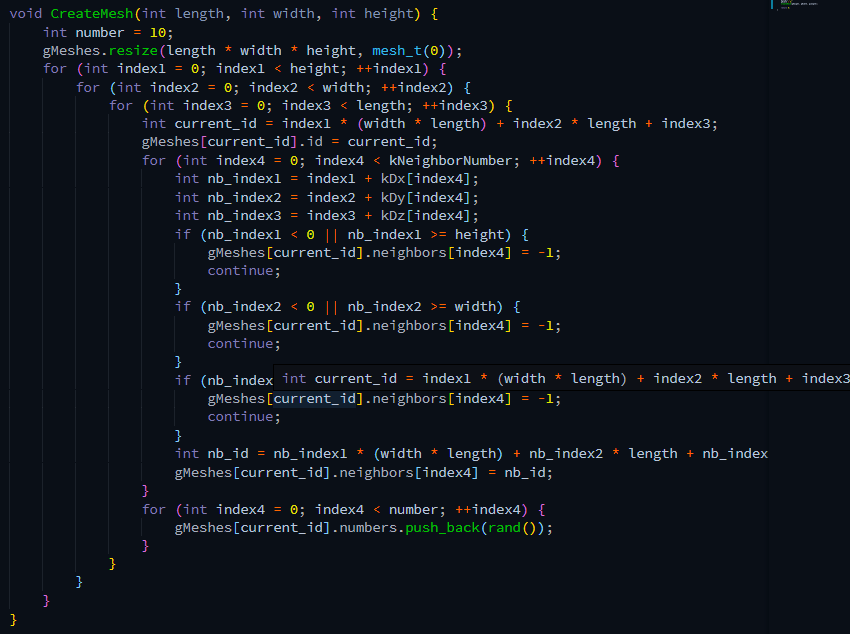 void CreateMesh(int length, int width, int height) {
int number = 10;
gMeshes.resize(length * width * height, mesh_t(0));
for (int index1 = 0; index1 < height; ++index1) {
for (int index2 = 0; index2 < width; ++index2) {
for (int index3 = 0; index3 < length; ++index3) {
int current_id = index1 * (width * length) + index2 * length + index3;
gMeshes[current_id].id = current_id;
for (int index4 = 0; index4 < kNeighborNumber; ++index4) {
int nb_index1 = index1 + kDx[index4];
int nb_index2 = index2 + kDy[index4];
int nb_index3 = index3 + kDz[index4];
if (nb_index1 < 0 || nb_index1 >= height) {
gMeshes[current_id].neighbors[index4] = -1;
continue;
}
if (nb_index2 < 0 || nb_index2 >= width) {
gMeshes[current_id].neighbors[index4] = -1;
continue;
}
if (nb_index int current_id = index1 * (width * length) + index2 * length + index3
gMeshes[current_id].neighbors[index4] = -1;
continue;
}
int nb_id = nb_index1 * (width * length) + nb_index2 * length + nb_index
gMeshes[current_id].neighbors[index4] = nb_id;
}
for (int index4 = 0; index4 < number; ++index4) {
gMeshes[current_id].numbers.push_back(rand());
}
}
}
}
}